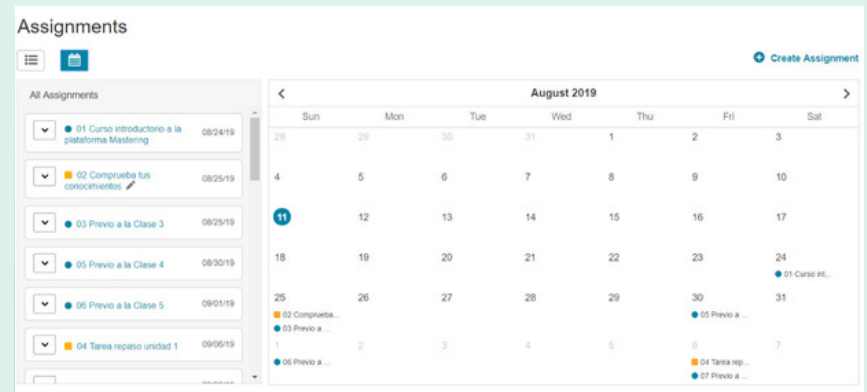 Assignments
Create Assignment
All Assignments
01 Curso introductorio a la
plataforma Mastering
08/24/19
02 Comprueba tus
conocimientos
08/25/19
03 Previo a la Clase 3
08/25/19
05 Previo a la Clase 4
08/30/19
06 Previo a la Clase 5
09/01/19
04 Tarea repaso unidad 1
09/06/19
August 2019
Sun Mon Tue Wed Thu Fri Sat
28 29 30 31 1 2 3
4 5 6 7 8 9 10
11 12 13 14 15 16 17
18 19 20 21 22 23 24
01 Curso int...
25 26 27 28 29 30 31
02 Comprueba... 05 Previo a ...
03 Previo a ...
1 2 3 4 5 6 7
06 Previo a ... 04 Tarea rep...
07 Previo a ...